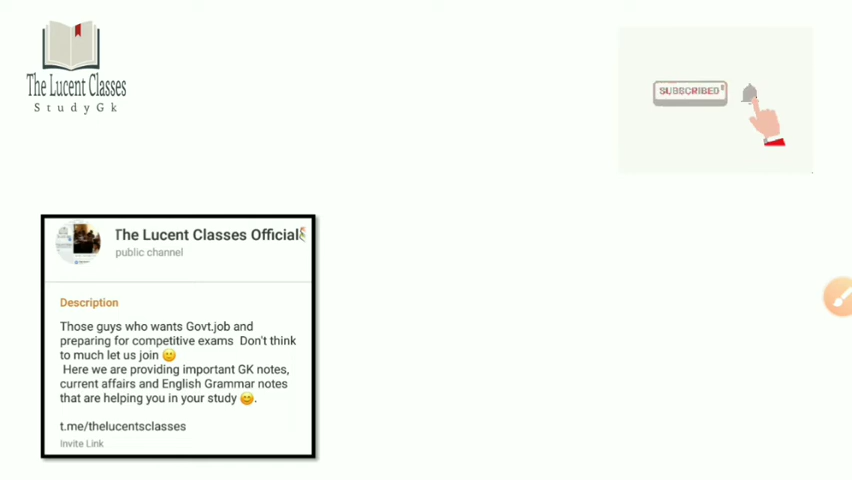 The Lucent Classes
StudyGk
SUBSCRIBED
The Lucent Classes Official
public channel
Description
Those guys who wants Govt.job and
preparing for competitive exams Don't think
to much let us join 🙂
Here we are providing important GK notes,
current affairs and English Grammar notes
that are helping you in your study 😊.
t.me/thelucentsclasses
Invite Link